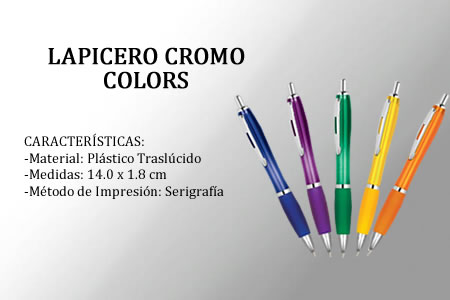 LAPICERO CROMO
COLORS
CARACTERÍSTICAS:
-Material: Plástico Traslúcido
-Medidas: 14.0 x 1.8 cm
-Método de Impresión: Serigrafía